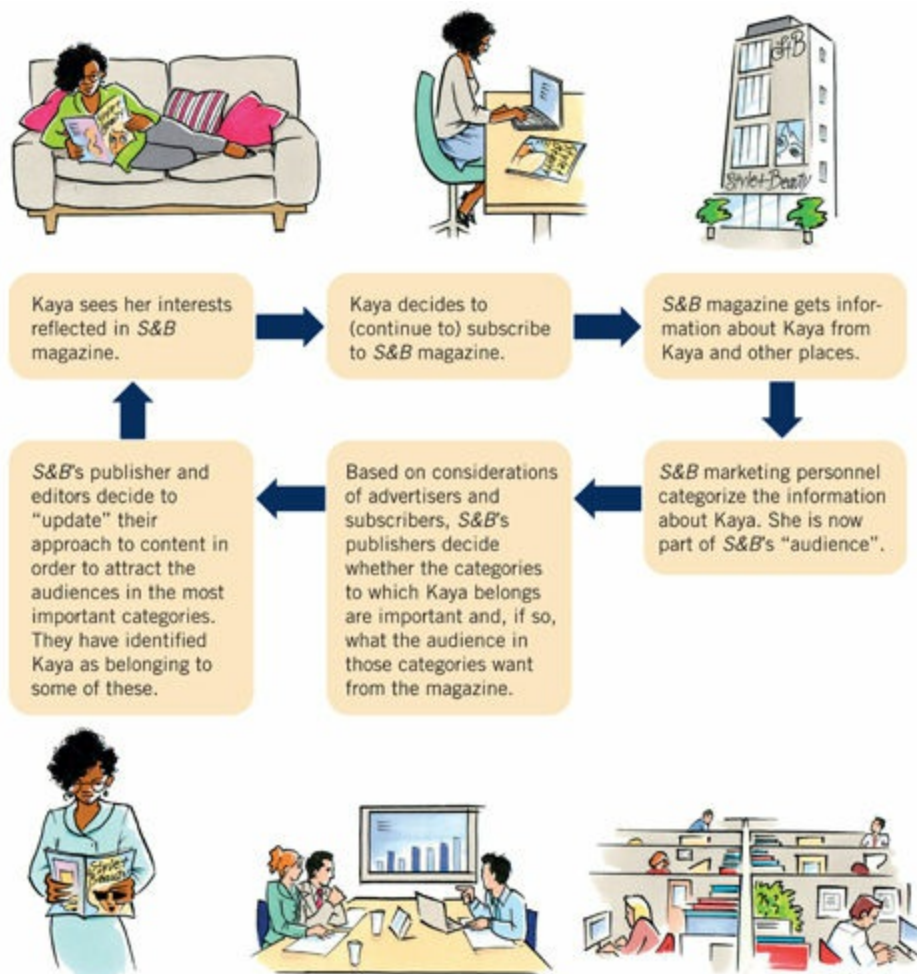 S+B
Style+Beauty
Kaya sees her interests
reflected in S&B
magazine.
Kaya decides to
(continue to) subscribe
to S&B magazine.
S&B magazine gets infor-
mation about Kaya from
Kaya and other places.
S&B marketing personnel
categorize the information
about Kaya. She is now
part of S&B's “audience”.
Based on considerations
of advertisers and
subscribers, S&B's
publishers decide
whether the categories
to which Kaya belongs
are important and, if so,
what the audience in
those categories want
from the magazine.
S&B's publisher and
editors decide to
“update” their
approach to content in
order to attract the
audiences in the most
important categories.
They have identified
Kaya as belonging to
some of these.
Style+
Beauty